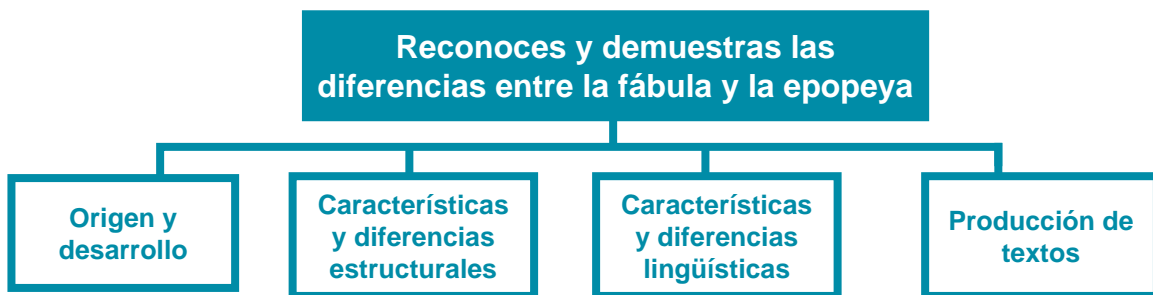 Reconoces y demuestras las
diferencias entre la fábula y la epopeya
Origen y
desarrollo
Características
y diferencias
estructurales
Características
y diferencias
lingüísticas
Producción de
textos